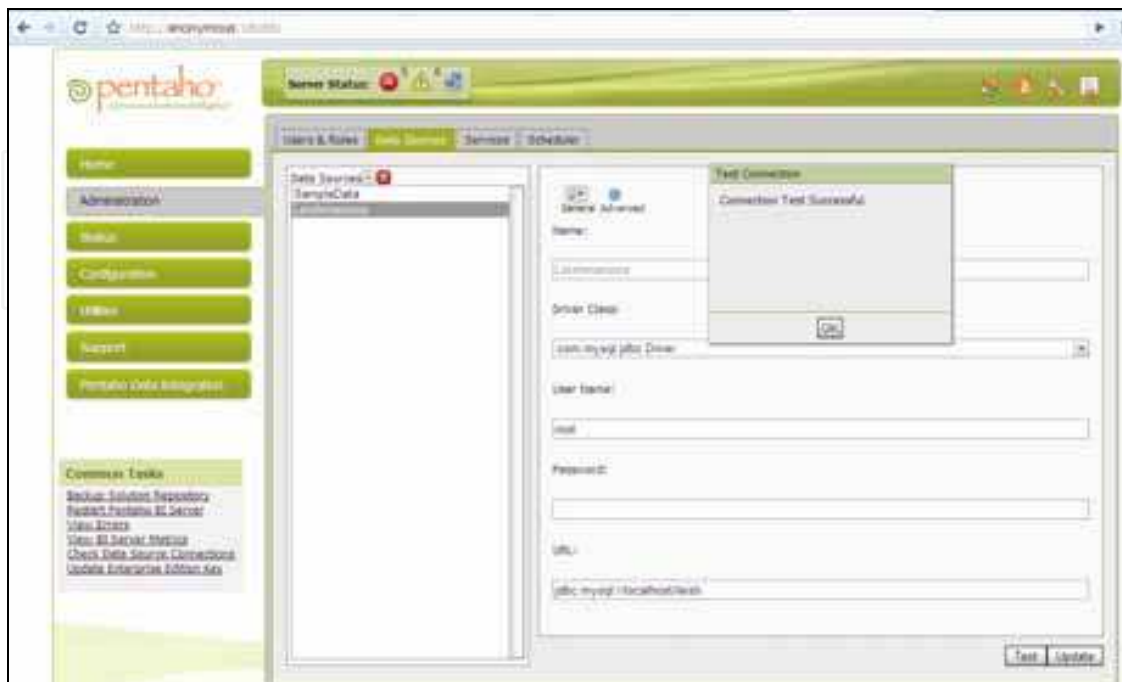 http:// anonymous
pentaho
Server Status:
Users & Roles Data Sources Services Scheduler
Home
Administration
Status
Configuration
Utilities
Support
Pentaho Data Integration
Common Tasks
Backup Solution Repository
Restart Pentaho BI Server
View Errors
View BI Server Metrics
Check Data Source Connections
Update Enterprise Edition Key
Data Sources
SampleData
General Advanced
Name:
Driver Class:
com.mysql.jdbc.Driver
User Name:
root
Password:
URL:
Test Update
Test Connection
Connection Test Successful
OK